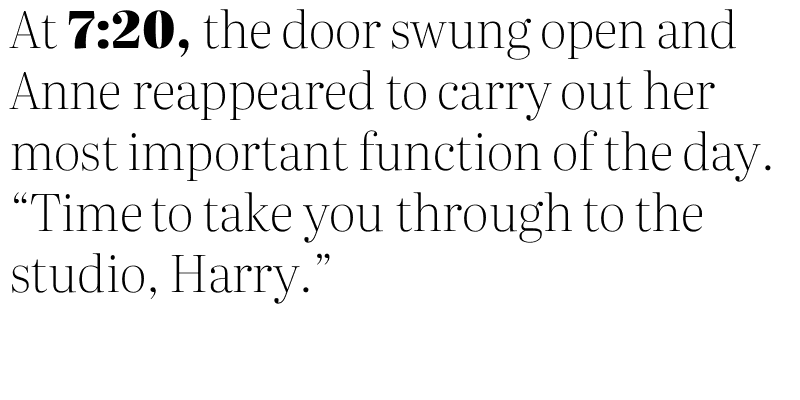 At 7:20, the door swung open and
Anne reappeared to carry out her
most important function of the day.
“Time to take you through to the
studio, Harry.”